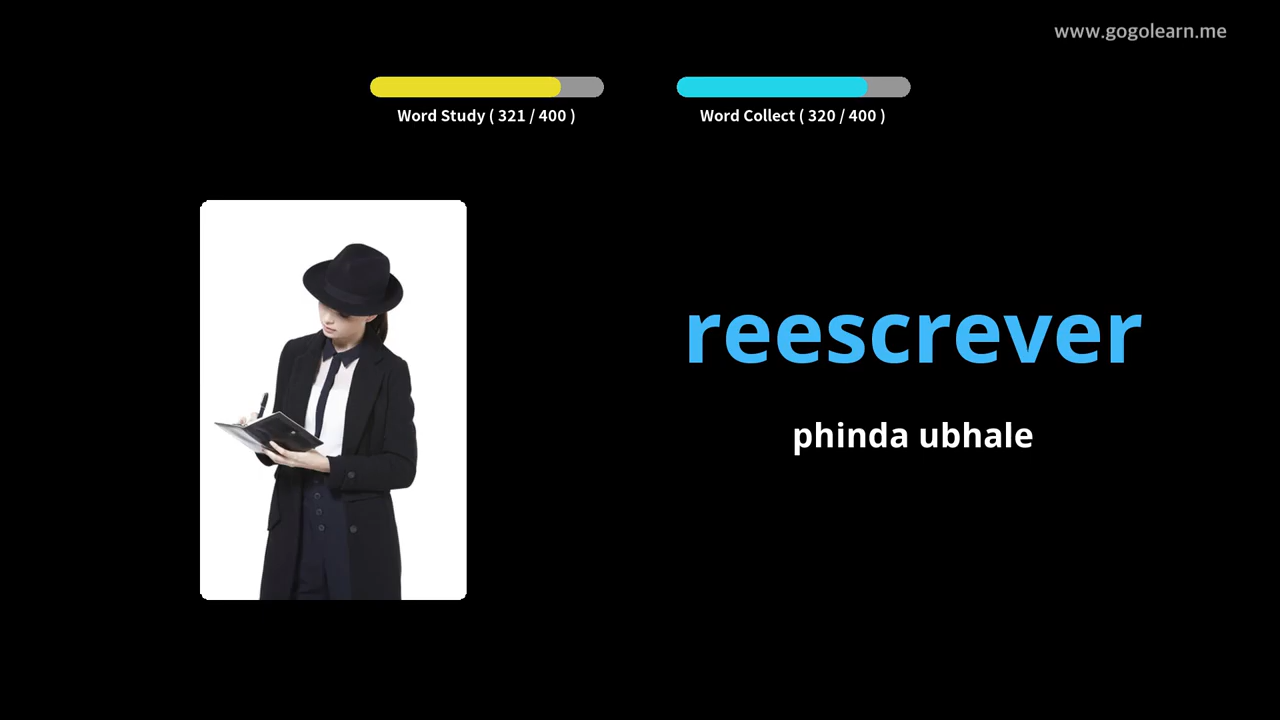 www.gogolearn.me
Word Study ( 321 / 400 )
Word Collect ( 320 / 400 )
reescrever
phinda ubhale